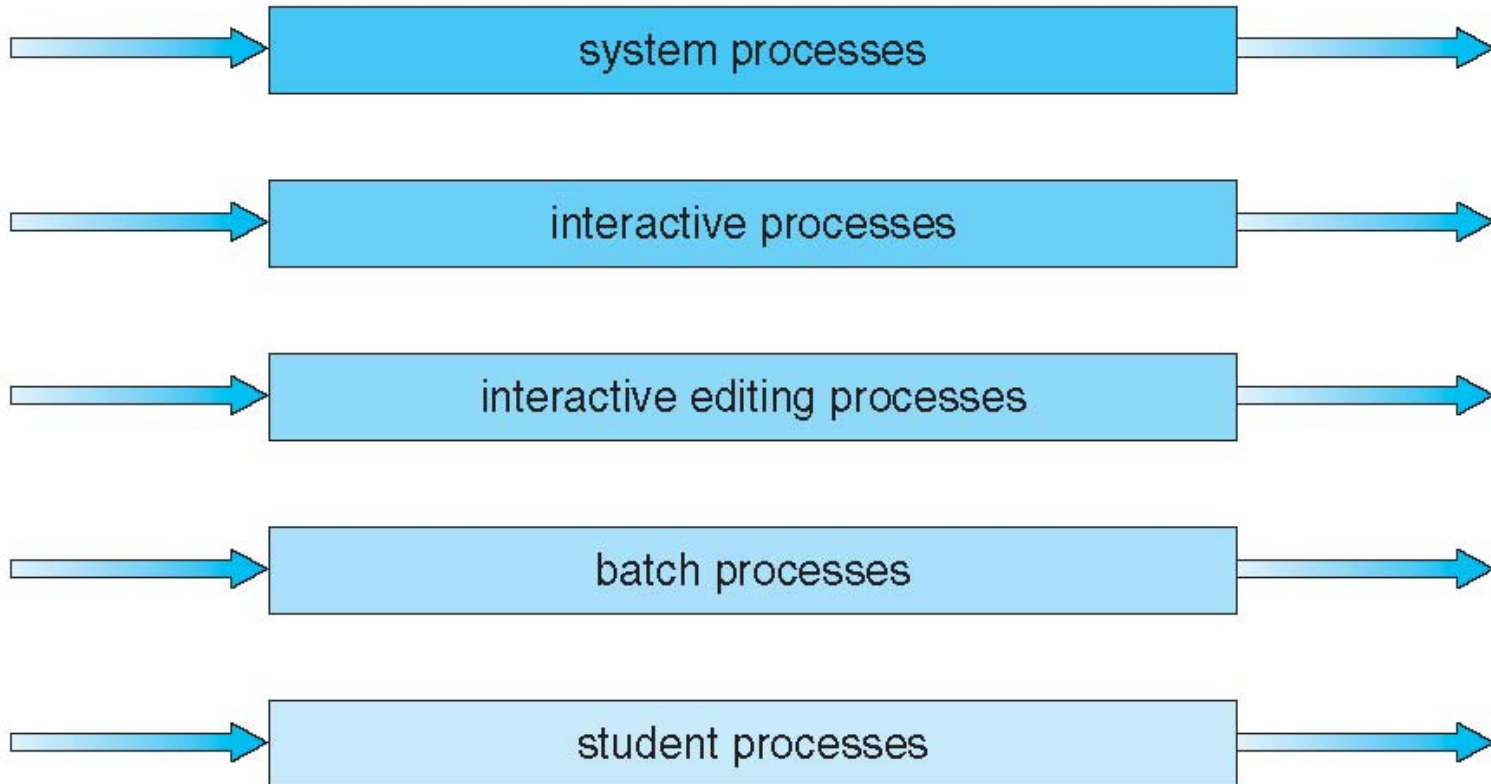 system processes
interactive processes
interactive editing processes
batch processes
student processes